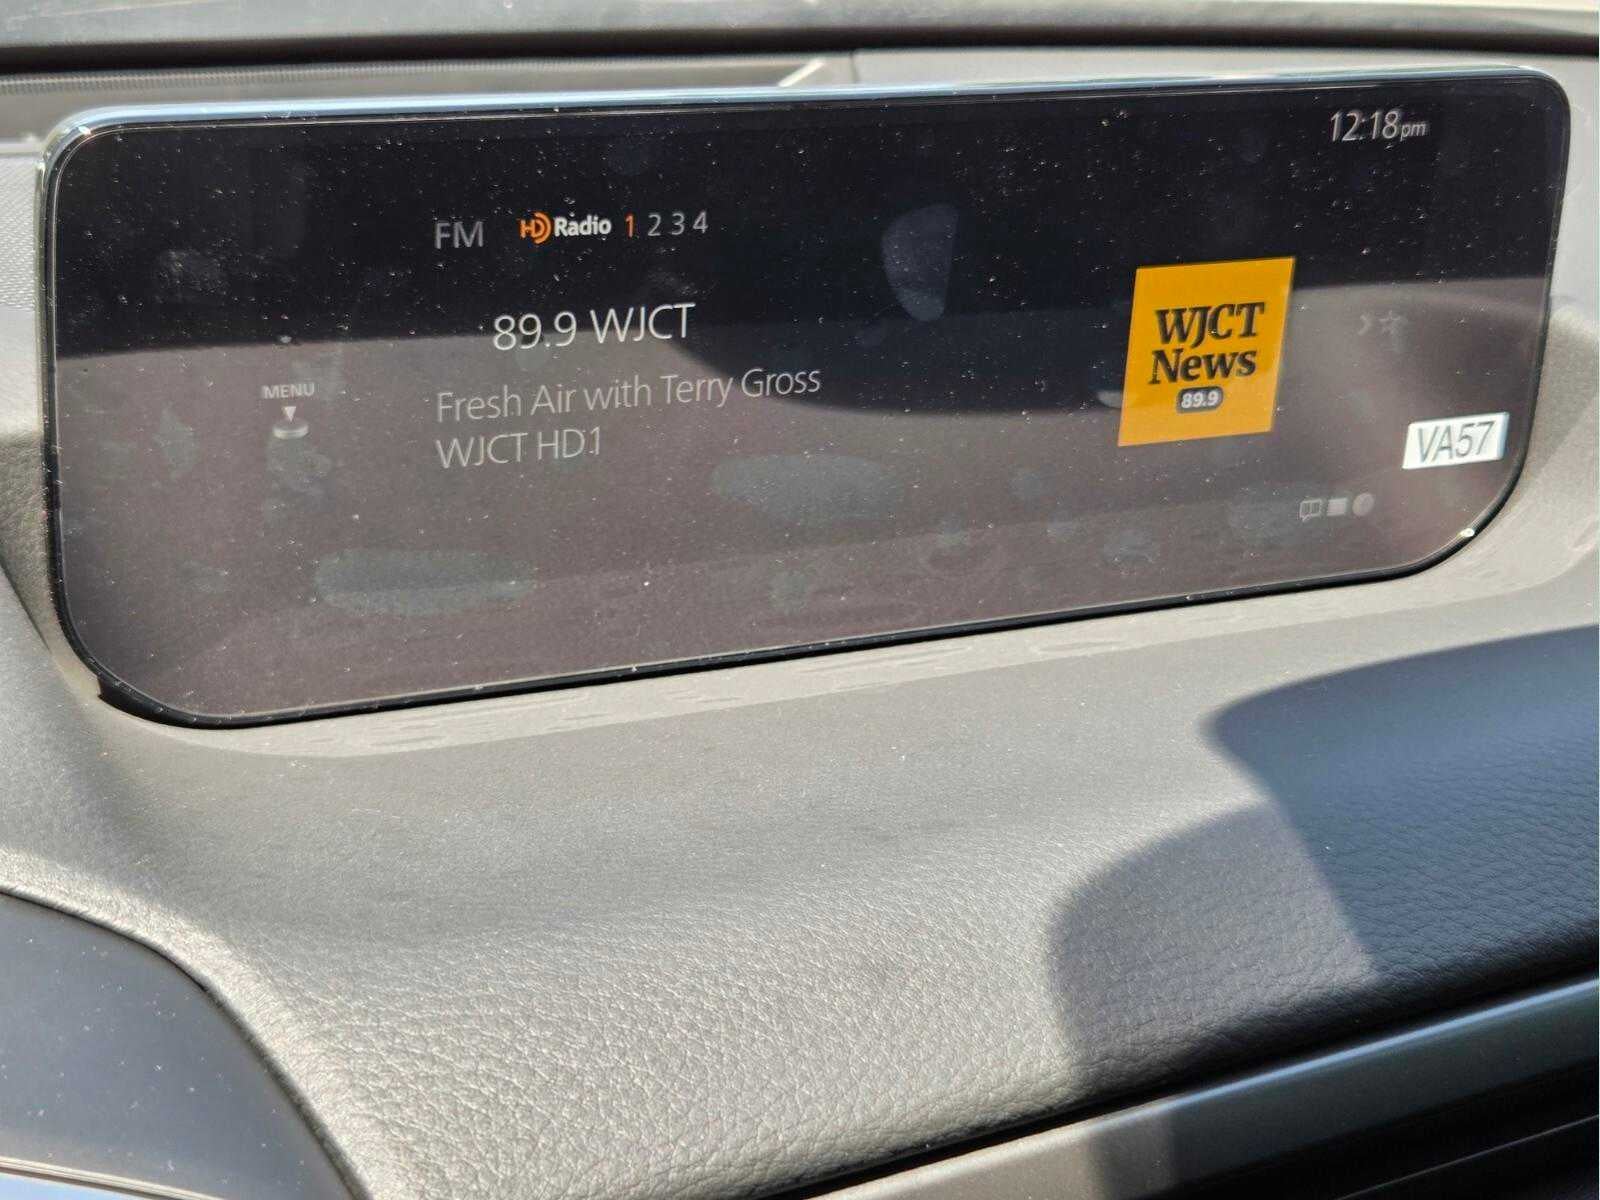 12:18pm
FM HD Radio 1 2 3 4
89.9 WJCT
MENU
Fresh Air with Terry Gross
WJCT HD1
WJCT
News
89.9
VA57